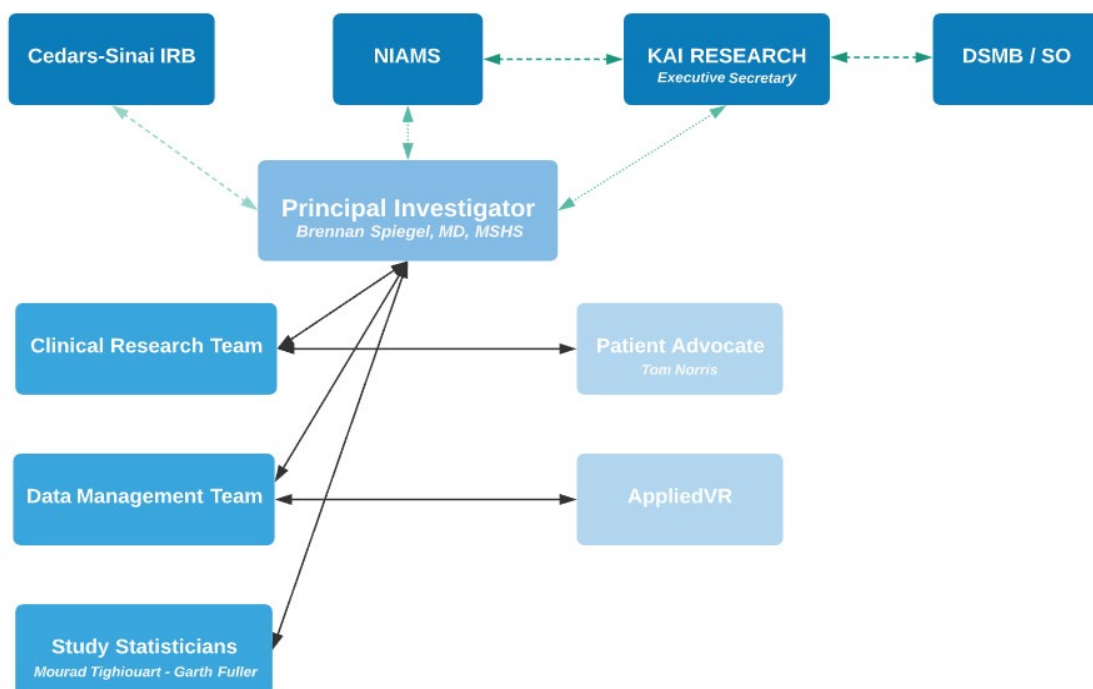 Cedars-Sinai IRB
NIAMS
KAI RESEARCH
Executive Secretary
DSMB / SO
Principal Investigator
Brennan Spiegel, MD, MSHS
Clinical Research Team
Patient Advocate
Tom Norris
Data Management Team
AppliedVR
Study Statisticians
Mourad Tighiouart - Garth Fuller